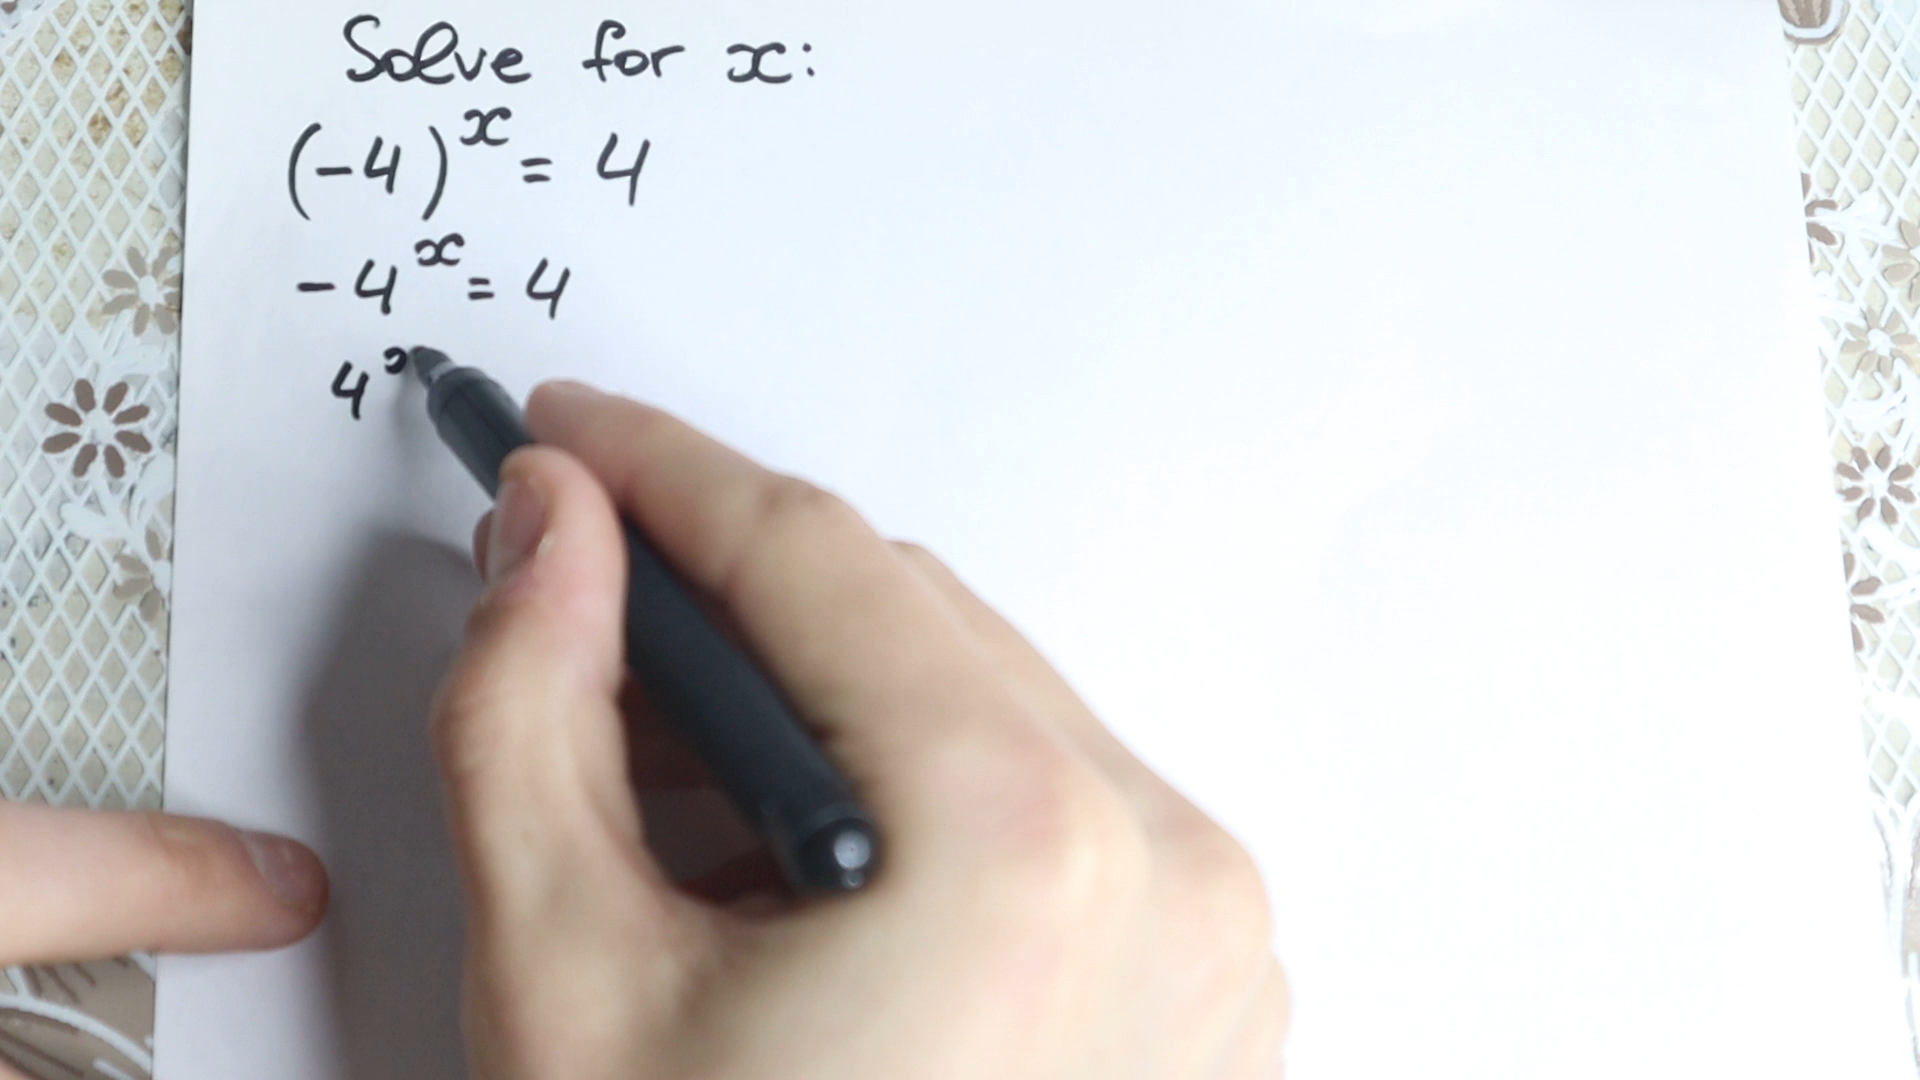 Solve for x:
(-4)^x = 4
-4^x = 4
4